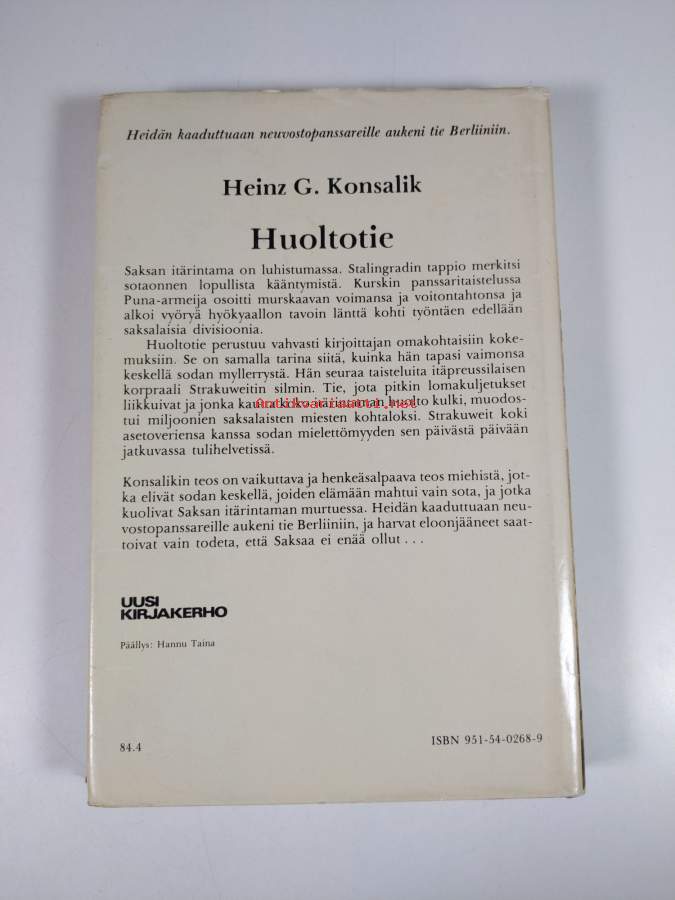 Heidän kaaduttuaan neuvostopanssareille aukeni tie Berliiniin.
Heinz G. Konsalik
Huoltotie
Saksan itärintama on luhistumassa. Stalingradin tappio merkitsi
sotaonnen lopullista kääntymistä. Kurskin panssaritaistelussa
Puna-armeija osoitti murskaavan voimansa ja voitontahtonsa ja
alkoi vyöryä hyökyaallon tavoin länttä kohti työntäen edellään
saksalaisia divisioonia.
Huoltotie perustuu vahvasti kirjoittajan omakohtaisiin koke-
muksiin. Se on samalla tarina siitä, kuinka hän tapasi vaimonsa
keskellä sodan myllerrystä. Hän seuraa taisteluita itäpreussilaisen
korpraali Strakuweitin silmin. Tie, jota pitkin lomakuljetukset
liikkuivat ja jonka kautta koko itärintaman huolto kulki, muodos-
Antikvariaatti.net
tui miljoonien saksalaisten miesten kohtaloksi. Strakuweit koki
asetoveriensa kanssa sodan mielettömyyden sen päivästä päivään
jatkuvassa tulihelvetissä.
Konsalikin teos on vaikuttava ja henkeäsalpaava teos miehistä, jot-
ka elivät sodan keskellä, joiden elämään mahtui vain sota, ja jotka
kuolivat Saksan itärintaman murtuessa. Heidän kaaduttuaan neu-
vostopanssareille aukeni tie Berliiniin, ja harvat eloonjääneet saat-
toivat vain todeta, että Saksaa ei enää ollut . . .
UUSI
KIRJAKERHO
Päällys: Hannu Taina
84.4
ISBN 951-54-0268-9